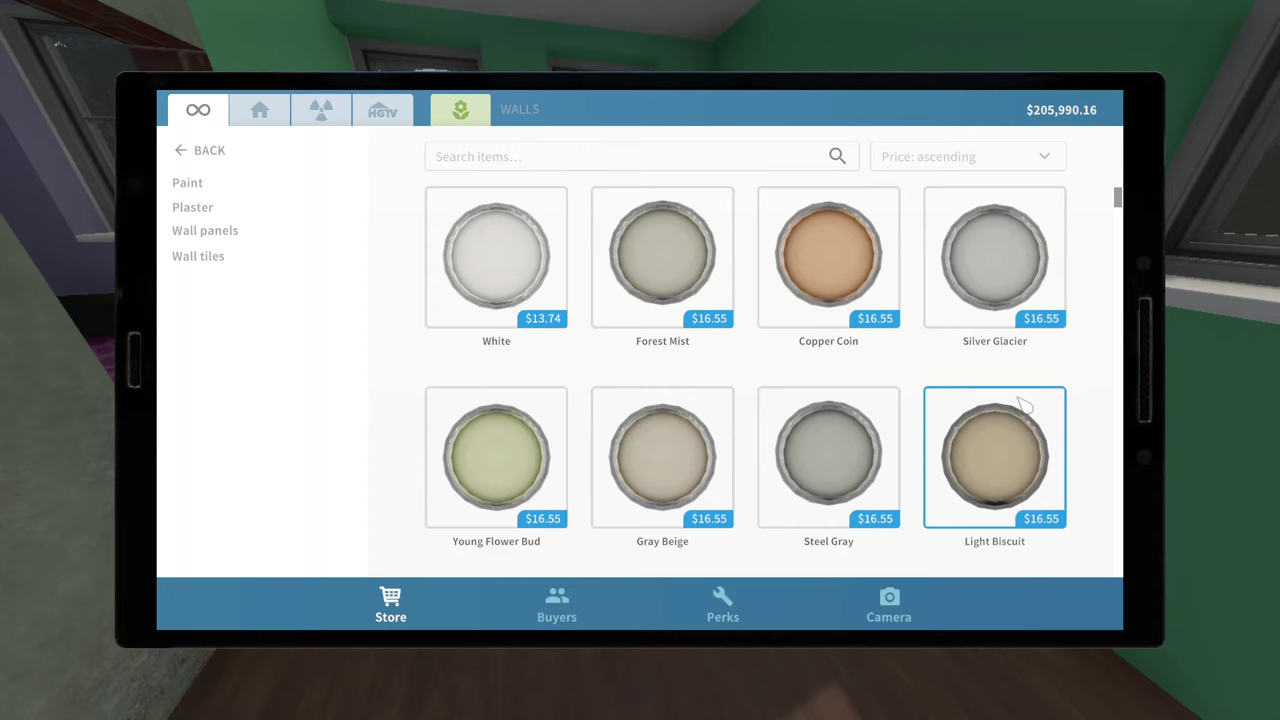 HGTV
WALLS
$205,990.16
BACK
Search items...
Price: ascending
Paint
Plaster
Wall panels
Wall tiles
$13.74
$16.55
$16.55
$16.55
White
Forest Mist
Copper Coin
Silver Glacier
$16.55
$16.55
$16.55
$16.55
Young Flower Bud
Gray Beige
Steel Gray
Light Biscuit
Store
Buyers
Perks
Camera